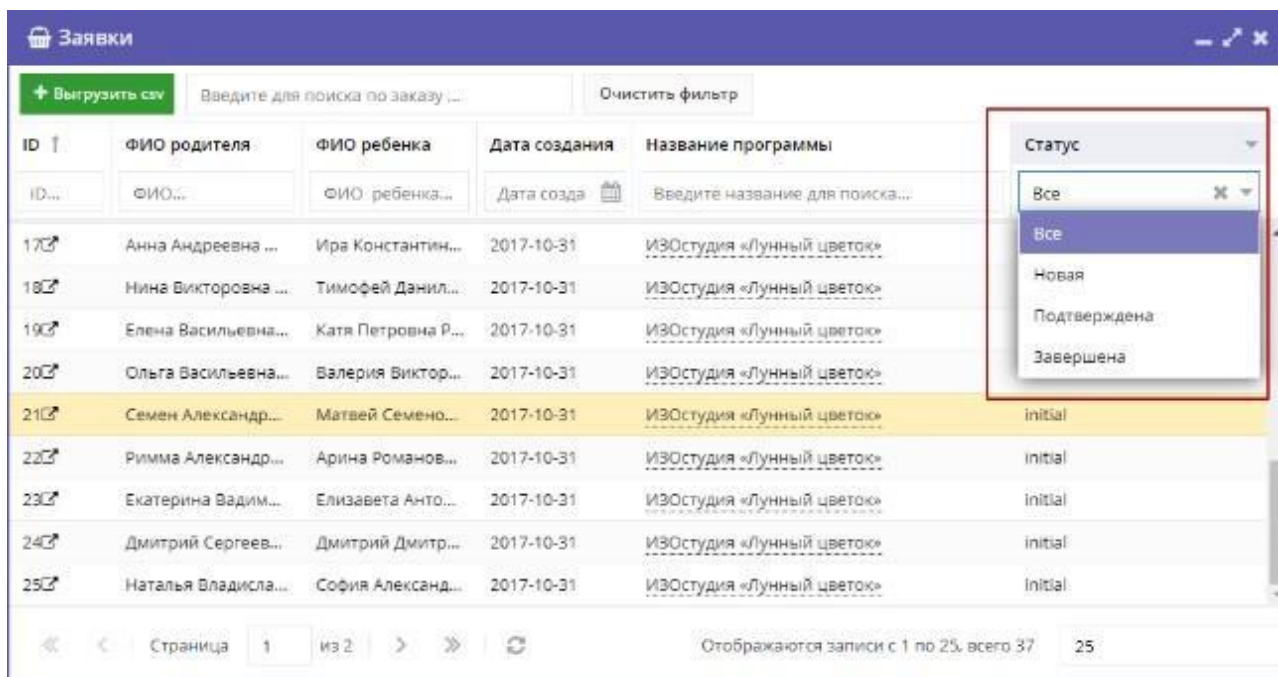 Заявки
+ Выгрузить csv Введите для поиска по заказу ;... Очистить фильтр
ID ФИО родителя ФИО ребенка Дата создания Название программы Статус
ID... ФИО... ФИО ребенка... Дата созда Введите название для поиска... Все
Все
17 Анна Андреевна ... Ира Константин... 2017-10-31 ИЗОстудия «Лунный цветок»
Новая
18 Нина Викторовна ... Тимофей Данил... 2017-10-31 ИЗОстудия «Лунный цветок»
Подтверждена
19 Елена Васильевна... Катя Петровна Р... 2017-10-31 ИЗОстудия «Лунный цветок»
Завершена
20 Ольга Васильевна... Валерия Виктор... 2017-10-31 ИЗОстудия «Лунный цветок»
21 Семен Александр... Матвей Семено... 2017-10-31 ИЗОстудия «Лунный цветок» initial
22 Римма Александр... Арина Романов... 2017-10-31 ИЗОстудия «Лунный цветок» initial
23 Екатерина Вадим... Елизавета Анто... 2017-10-31 ИЗОстудия «Лунный цветок» initial
24 Дмитрий Сергеев... Дмитрий Дмитр... 2017-10-31 ИЗОстудия «Лунный цветок» initial
25 Наталья Владисла... София Александ... 2017-10-31 ИЗОстудия «Лунный цветок» initial
Страница 1 из 2 Отображаются записи с 1 по 25, всего 37 25